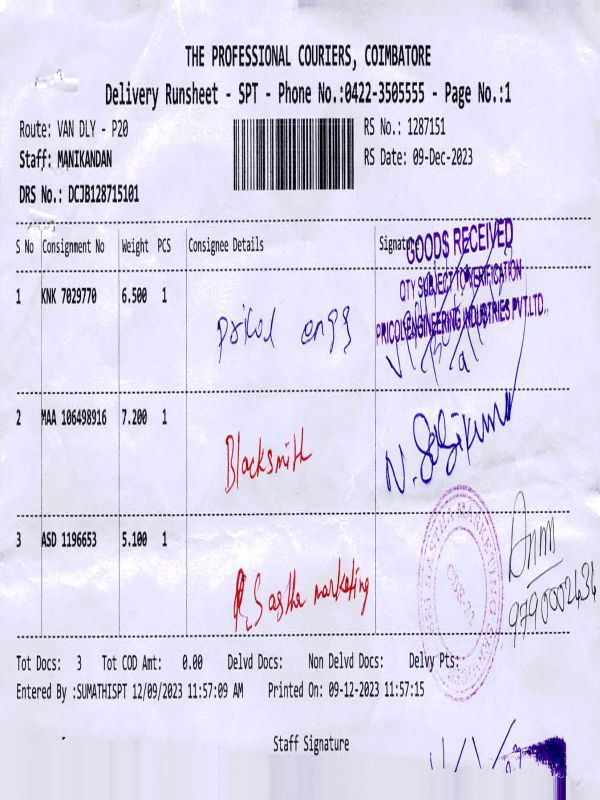 THE PROFESSIONAL COURIERS, COIMBATORE
Delivery Runsheet - SPT - Phone No.:0422-3505555 - Page No.:1
Route: VAN DLY - P20 RS No.: 1287151
Staff: MANIKANDAN RS Date: 09-Dec-2023
DRS No.: DCJB128715101
S No Consignment No Weight PCS Consignee Details Signature
GOODS RECEIVED
QTY SUBJECT TO VERIFICATION
PRICOL ENGINEERING INDUSTRIES PVT.LTD.,
1 KNK 7029770 6.500 1 pricol engg
2 MAA 106498916 7.200 1 Blacksmith
3 ASD 1196653 5.100 1 Sastha marketing
Tot Docs: 3 Tot COD Amt: 0.00 Delvd Docs: Non Delvd Docs: Delvy Pts:
Entered By :SUMATHISPT 12/09/2023 11:57:09 AM Printed On: 09-12-2023 11:57:15
Staff Signature